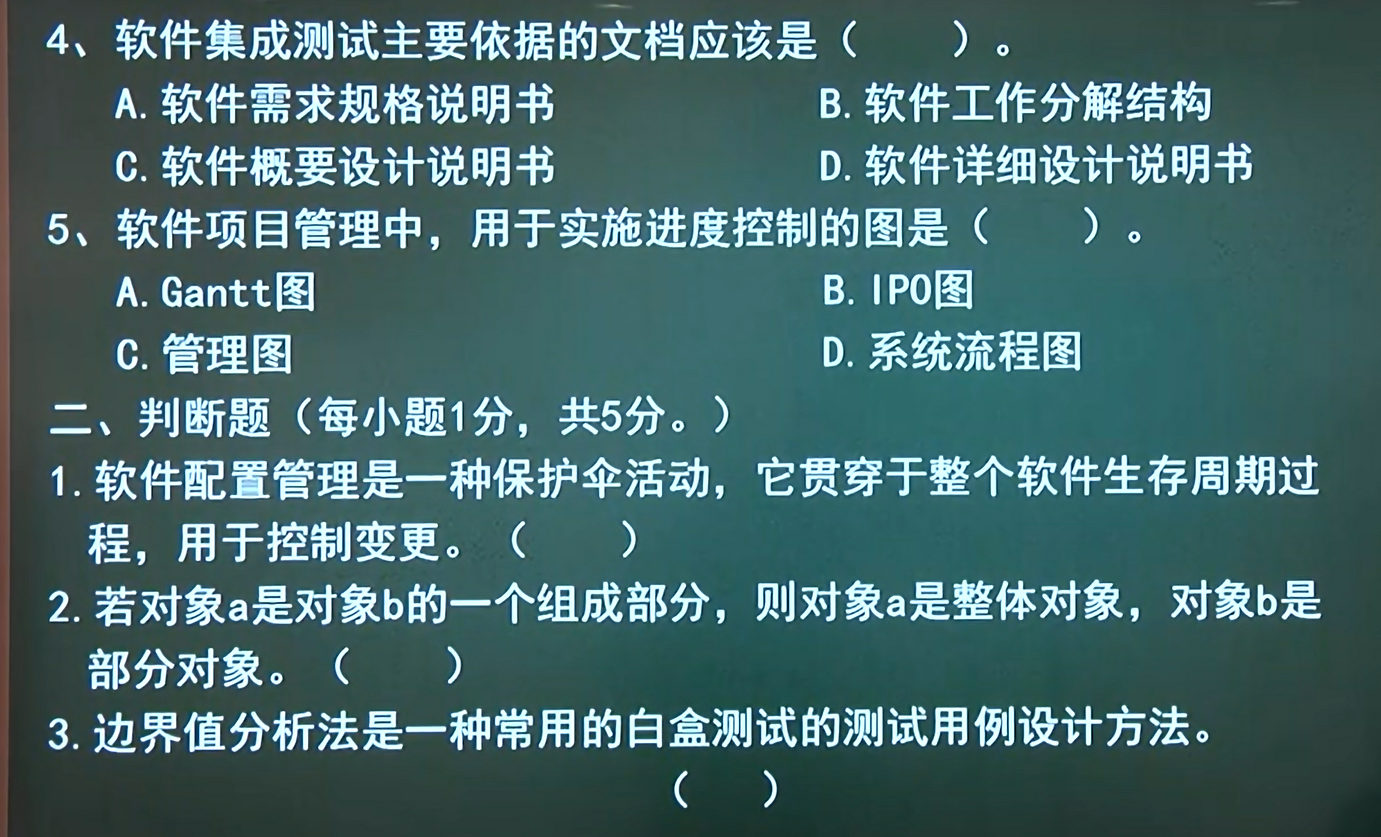 4、软件集成测试主要依据的文档应该是（　　）。
A.软件需求规格说明书　　B.软件工作分解结构
C.软件概要设计说明书　　D.软件详细设计说明书
5、软件项目管理中，用于实施进度控制的图是（　　）。
A.Gantt图　　B.IPO图
C.管理图　　D.系统流程图
二、判断题（每小题1分，共5分。）
1.软件配置管理是一种保护伞活动，它贯穿于整个软件生存周期过
程，用于控制变更。（　　）
2.若对象a是对象b的一个组成部分，则对象a是整体对象，对象b是
部分对象。（　　）
3.边界值分析法是一种常用的白盒测试的测试用例设计方法。
（　　）